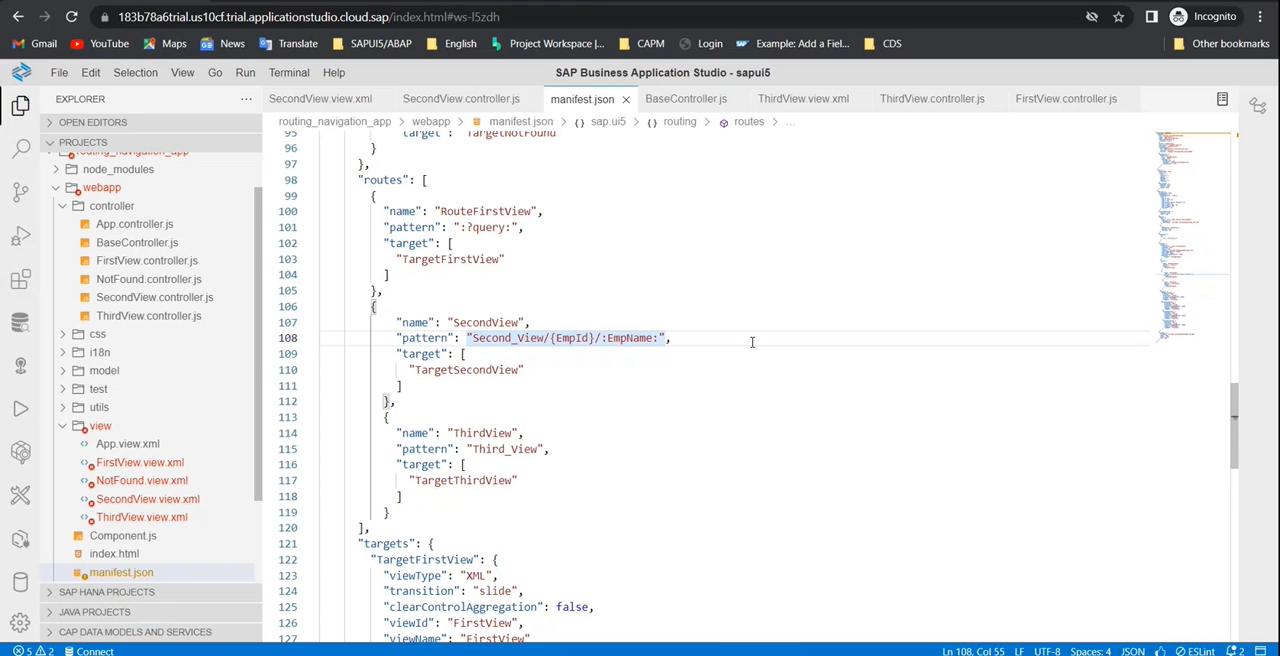 183b78a6trial.us10cf.trial.applicationstudio.cloud.sap/index.html#ws-l5zdh
Incognito
Gmail YouTube Maps News Translate SAPUI5/ABAP English Project Workspace |... CAPM Login Example: Add a Fiel... CDS Other bookmarks
File Edit Selection View Go Run Terminal Help SAP Business Application Studio - sapui5
EXPLORER ...
SecondView.view.xml SecondView.controller.js manifest.json BaseController.js ThirdView.view.xml ThirdView.controller.js FirstView.controller.js
OPEN EDITORS
routing_navigation_app > webapp > manifest.json > {} sap.ui5 > {} routing > routes > ...
PROJECTS
routing_navigation_app
node_modules
webapp
controller
App.controller.js
BaseController.js
FirstView.controller.js
NotFound.controller.js
SecondView.controller.js
ThirdView.controller.js
css
i18n
model
test
utils
view
App.view.xml
FirstView.view.xml
NotFound.view.xml
SecondView.view.xml
ThirdView.view.xml
Component.js
index.html
manifest.json
SAP HANA PROJECTS
JAVA PROJECTS
CAP DATA MODELS AND SERVICES
95 "target": "TargetNotFound"
96 }
97 },
98 "routes": [
99 {
100 "name": "RouteFirstView",
101 "pattern": ":?query:",
102 "target": [
103 "TargetFirstView"
104 ]
105 },
106 {
107 "name": "SecondView",
108 "pattern": "Second_View/{EmpId}/:EmpName:",
109 "target": [
110 "TargetSecondView"
111 ]
112 },
113 {
114 "name": "ThirdView",
115 "pattern": "Third_View",
116 "target": [
117 "TargetThirdView"
118 ]
119 }
120 ],
121 "targets": {
122 "TargetFirstView": {
123 "viewType": "XML",
124 "transition": "slide",
125 "clearControlAggregation": false,
126 "viewId": "FirstView",
127 "viewName": "FirstView"
5 2 Connect Ln 108, Col 55 LF UTF-8 Spaces: 4 JSON ESLint 2